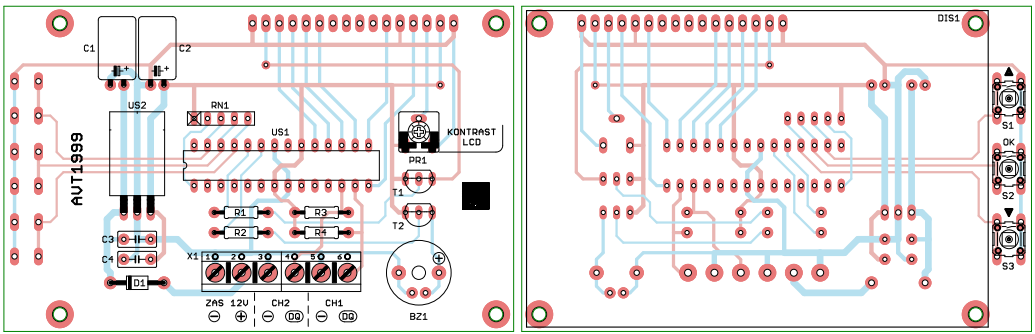 DIS1
C1 + + C2
US2
RN1
S1
US1
KONTRAST
LCD
OK
PR1
AVT1999
T1
S2
R1 R3
T2
R2 R4
C3
S3
C4
X1 1 2 3 4 5 6 +
D1
ZAS 12V CH2 CH1
− + − DQ − DQ
BZ1